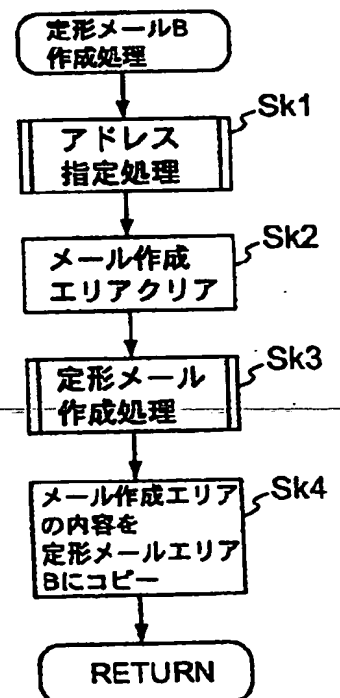 定形メールB
作成処理
Sk1
アドレス
指定処理
Sk2
メール作成
エリアクリア
Sk3
定形メール
作成処理
Sk4
メール作成エリア
の内容を
定形メールエリア
Bにコピー
RETURN